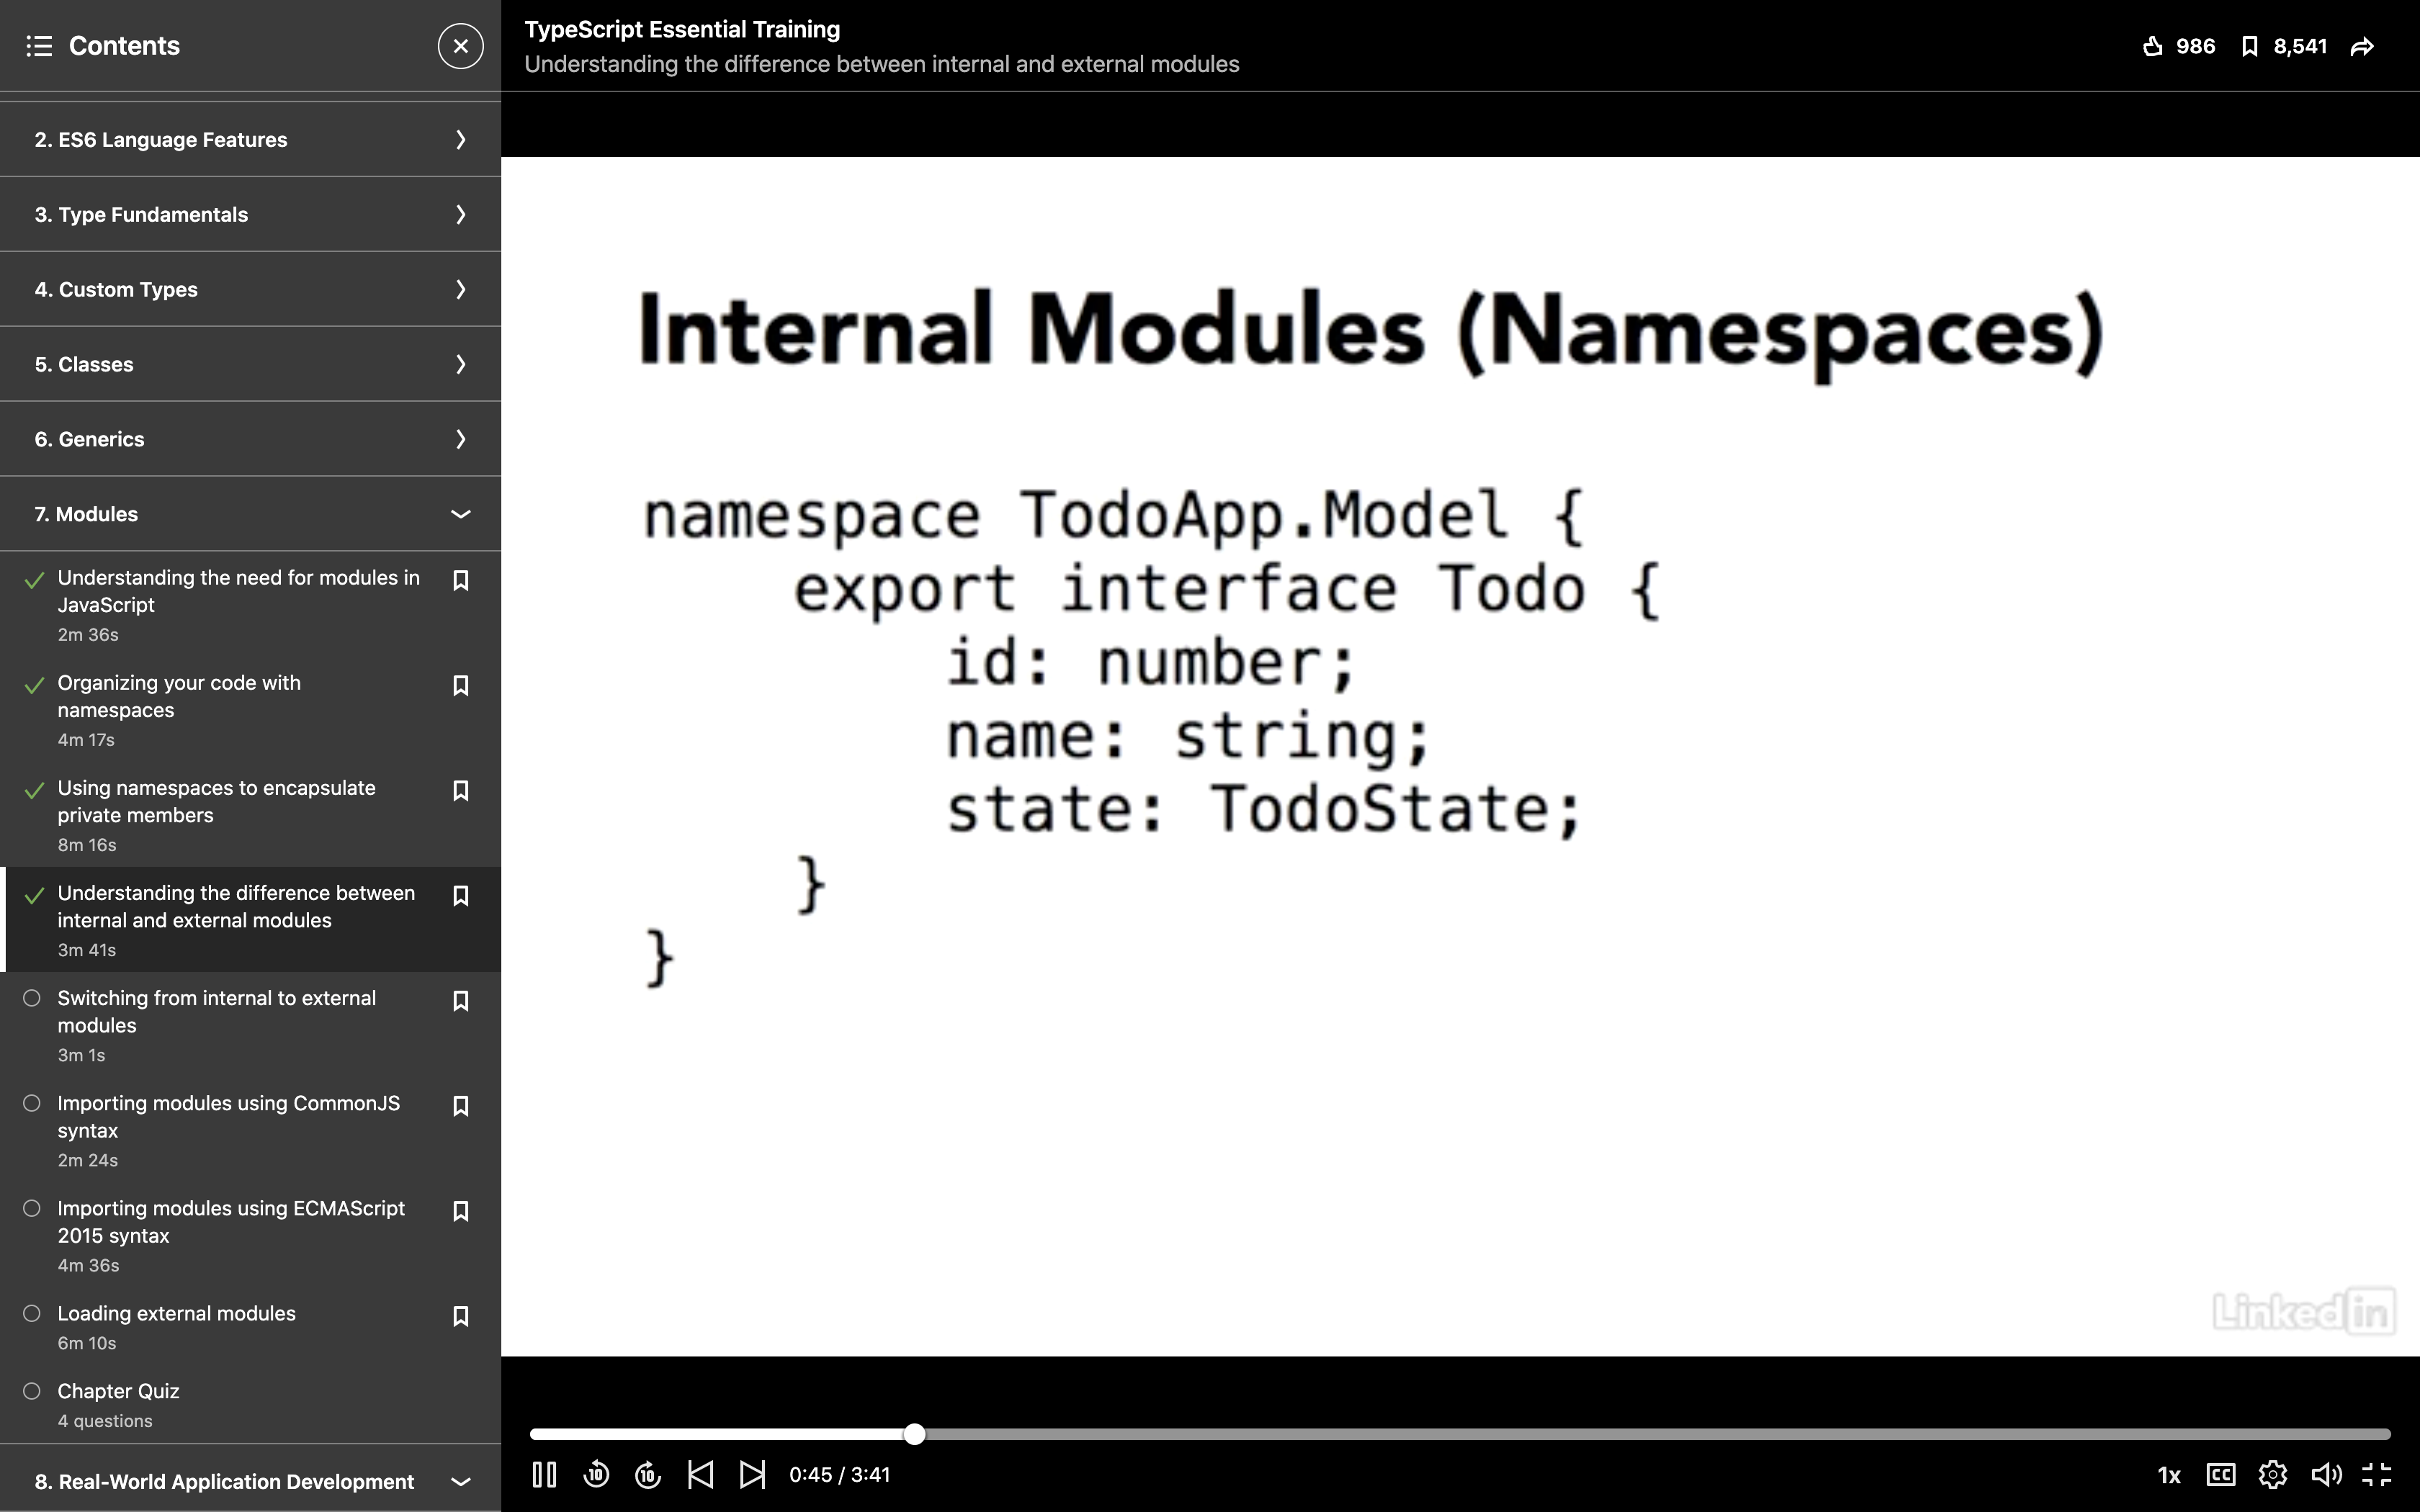 Contents
2. ES6 Language Features
3. Type Fundamentals
4. Custom Types
5. Classes
6. Generics
7. Modules
Understanding the need for modules in
JavaScript
2m 36s
Organizing your code with
namespaces
4m 17s
Using namespaces to encapsulate
private members
8m 16s
Understanding the difference between
internal and external modules
3m 41s
Switching from internal to external
modules
3m 1s
Importing modules using CommonJS
syntax
2m 24s
Importing modules using ECMAScript
2015 syntax
4m 36s
Loading external modules
6m 10s
Chapter Quiz
4 questions
8. Real-World Application Development
TypeScript Essential Training
Understanding the difference between internal and external modules
986
8,541
Internal Modules (Namespaces)
namespace TodoApp.Model {
export interface Todo {
id: number;
name: string;
state: TodoState;
}
}
Linked in
10
10
0:45 / 3:41
1x
CC